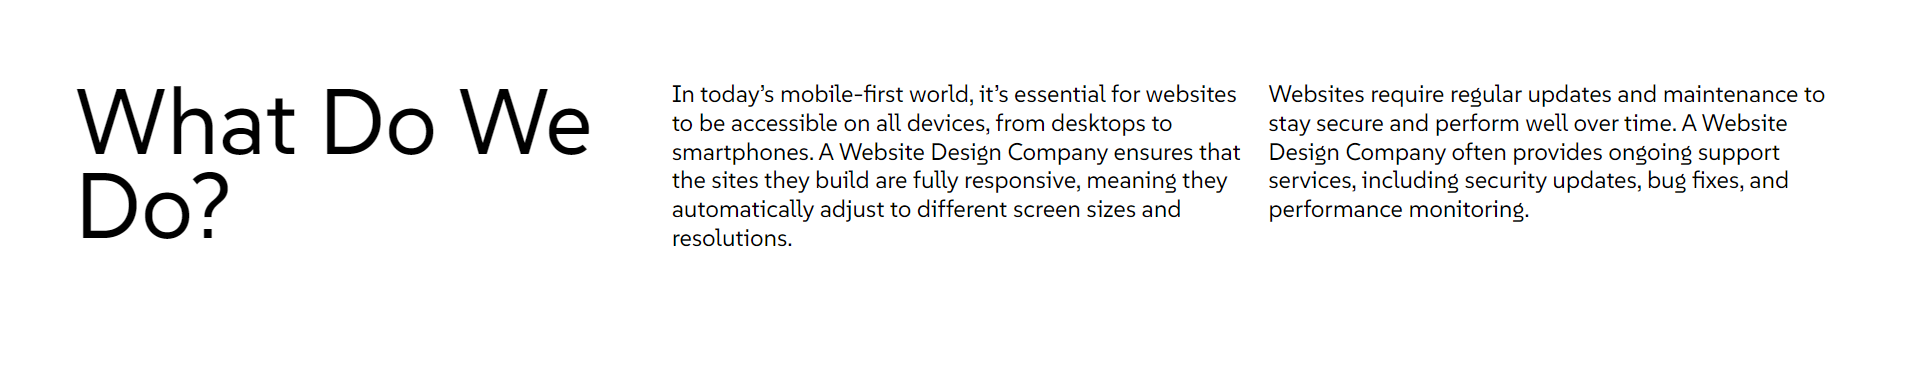 What Do We
Do?
In today’s mobile-first world, it’s essential for websites
to be accessible on all devices, from desktops to
smartphones. A Website Design Company ensures that
the sites they build are fully responsive, meaning they
automatically adjust to different screen sizes and
resolutions.
Websites require regular updates and maintenance to
stay secure and perform well over time. A Website
Design Company often provides ongoing support
services, including security updates, bug fixes, and
performance monitoring.